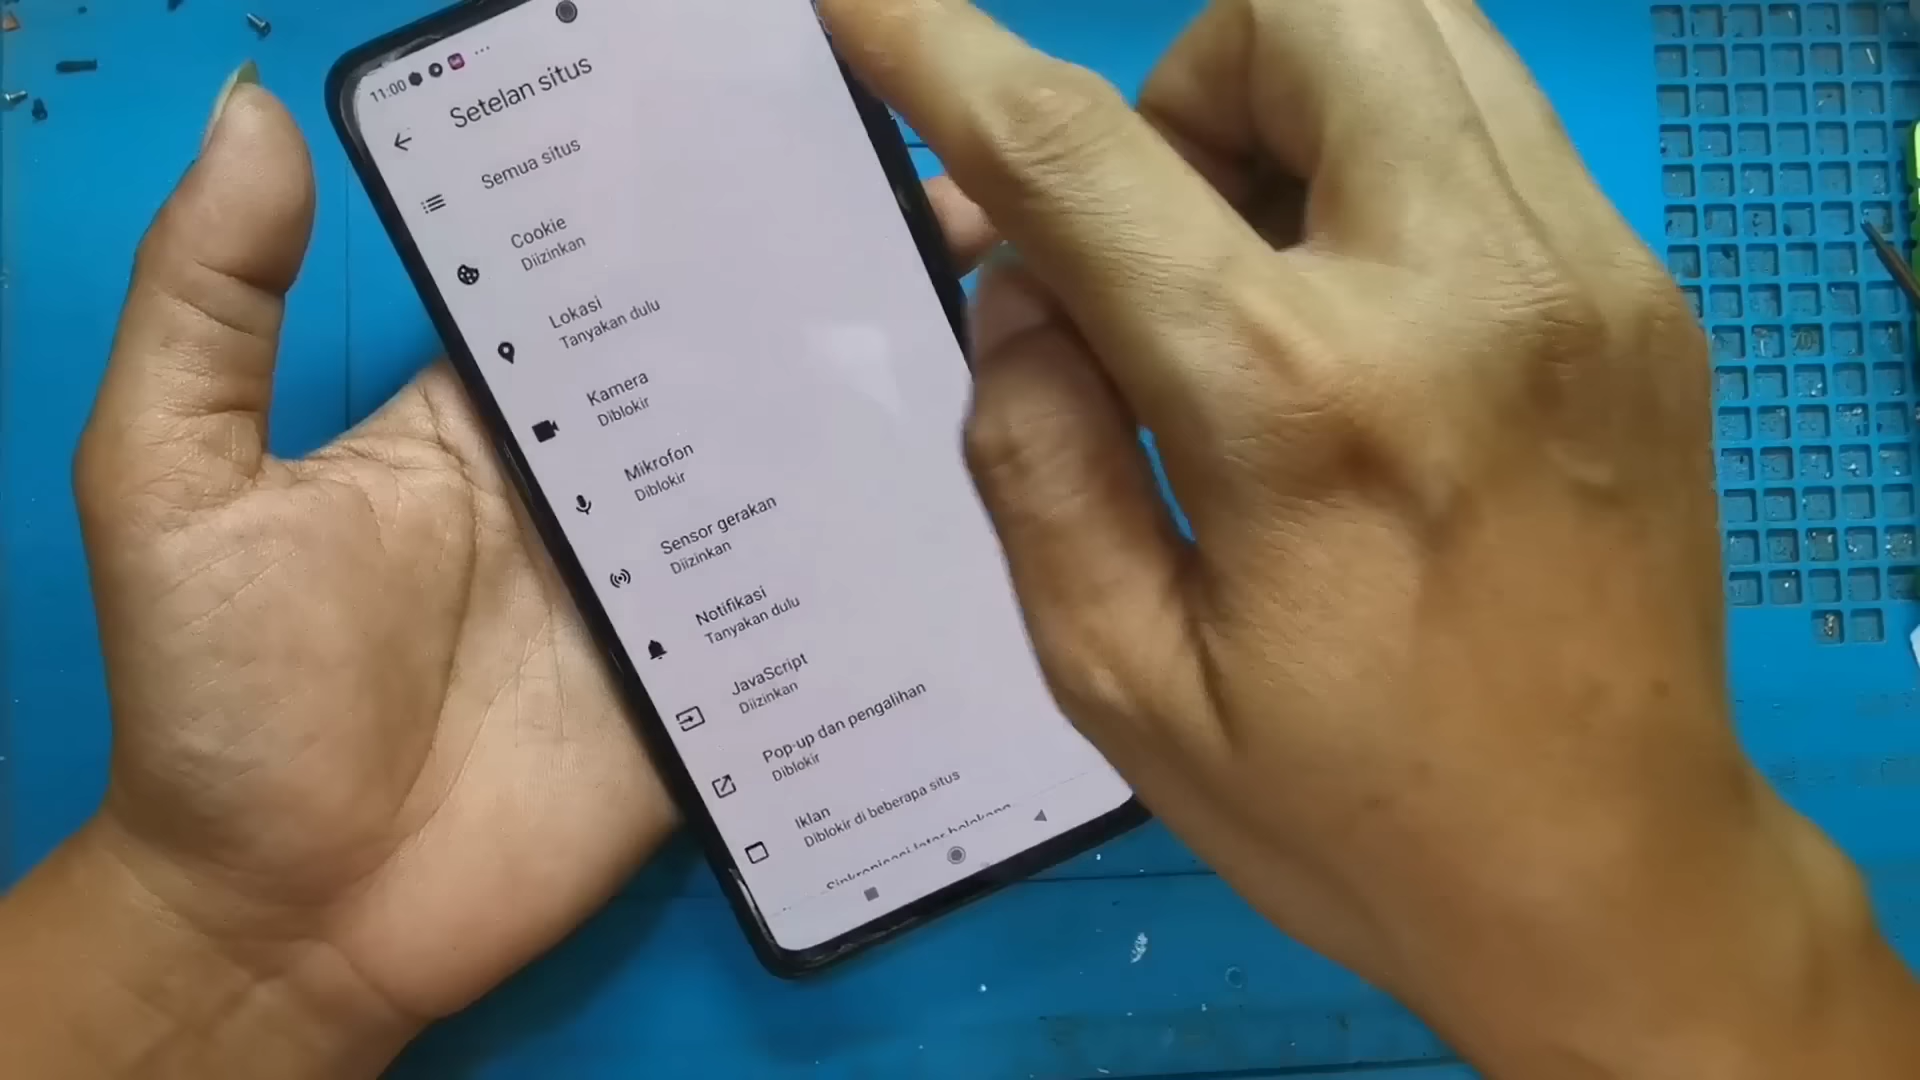 11:00
Setelan situs
Semua situs
Cookie
Diizinkan
Lokasi
Tanyakan dulu
Kamera
Diblokir
Mikrofon
Diblokir
Sensor gerakan
Diizinkan
Notifikasi
Tanyakan dulu
JavaScript
Diizinkan
Pop-up dan pengalihan
Diblokir
Iklan
Diblokir di beberapa situs